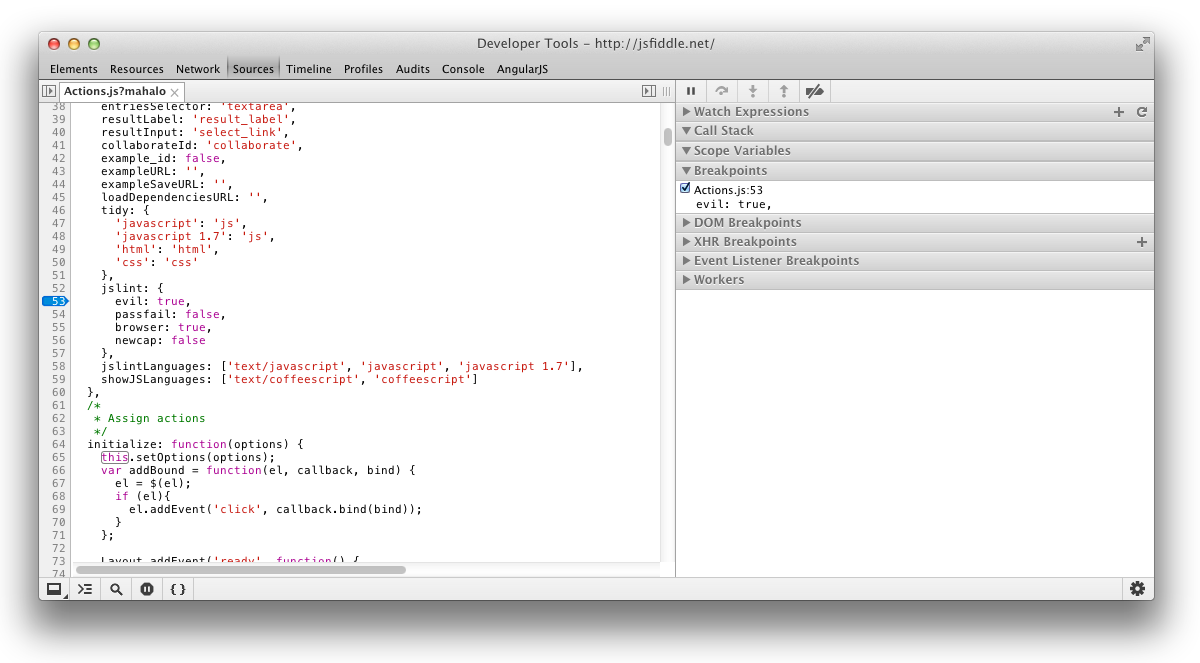 Developer Tools - http://jsfiddle.net/
Elements Resources Network Sources Timeline Profiles Audits Console AngularJS
Actions.js?mahalo
38 entriesSelector: 'textarea',
39 resultLabel: 'result_label',
40 resultInput: 'select_link',
41 collaborateId: 'collaborate',
42 example_id: false,
43 exampleURL: '',
44 exampleSaveURL: '',
45 loadDependenciesURL: '',
46 tidy: {
47 'javascript': 'js',
48 'javascript 1.7': 'js',
49 'html': 'html',
50 'css': 'css'
51 },
52 jslint: {
53 evil: true,
54 passfail: false,
55 browser: true,
56 newcap: false
57 },
58 jslintLanguages: ['text/javascript', 'javascript', 'javascript 1.7'],
59 showJSLanguages: ['text/coffeescript', 'coffeescript']
60 },
61 /*
62 * Assign actions
63 */
64 initialize: function(options) {
65 this.setOptions(options);
66 var addBound = function(el, callback, bind) {
67 el = $(el);
68 if (el){
69 el.addEvent('click', callback.bind(bind));
70 }
71 };
72
73 Layout.addEvent('ready', function() {
74
Watch Expressions
Call Stack
Scope Variables
Breakpoints
Actions.js:53
evil: true,
DOM Breakpoints
XHR Breakpoints
Event Listener Breakpoints
Workers